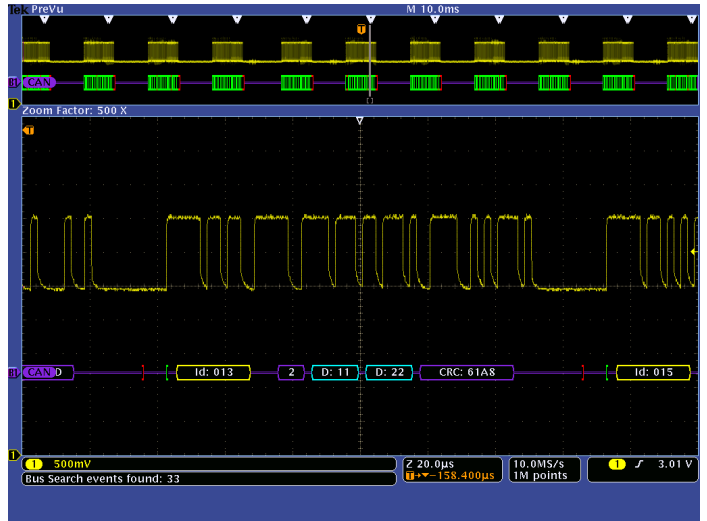 Tek PreVu M 10.0ms
T
B1 CAN
1
Zoom Factor: 500 X
T
B1 CAN D Id: 013 2 D: 11 D: 22 CRC: 61A8 Id: 015
1
1 500mV Z 20.0µs 10.0MS/s 1 3.01 V
T→▼-158.400µs 1M points
Bus Search events found: 33